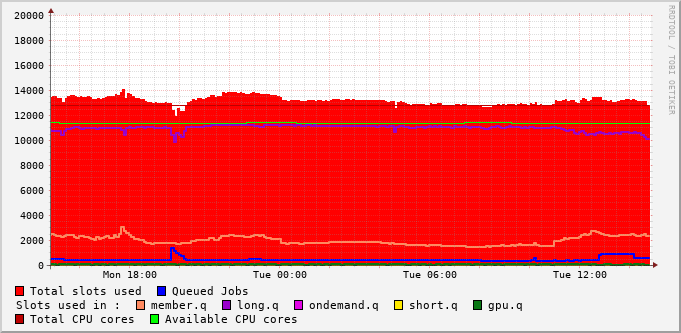 20000
18000
16000
14000
12000
10000
8000
6000
4000
2000
0
Mon 18:00 Tue 00:00 Tue 06:00 Tue 12:00
RRDTOOL / TOBI OETIKER
Total slots used Queued Jobs
Slots used in : member.q long.q ondemand.q short.q gpu.q
Total CPU cores Available CPU cores